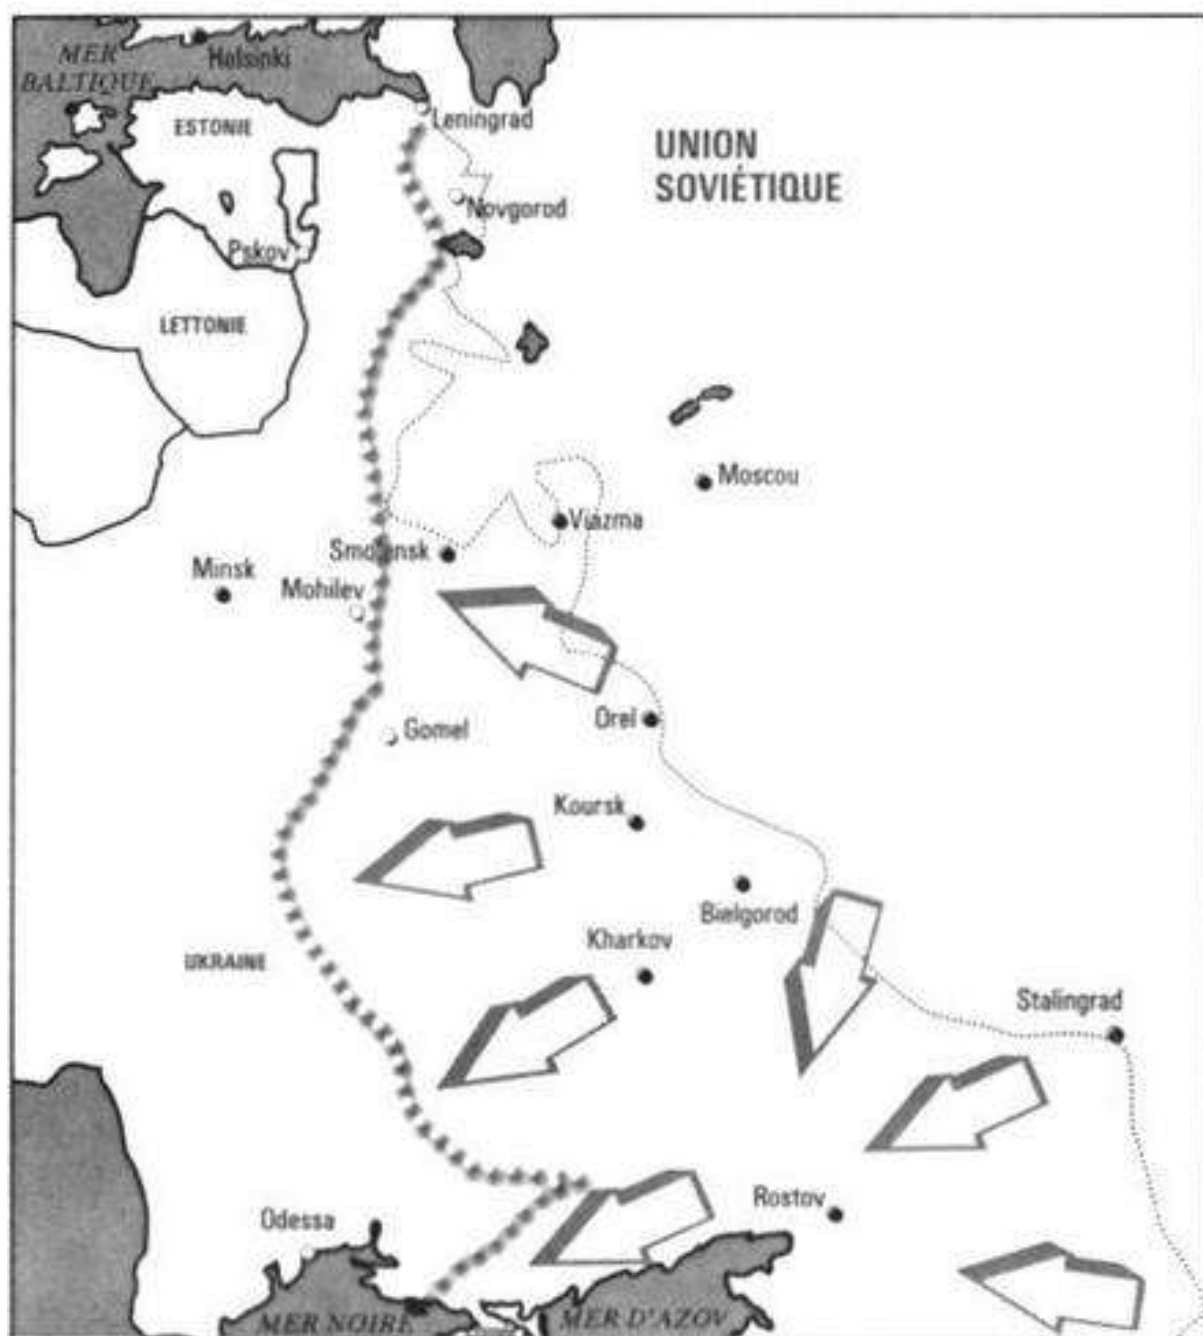 MER
BALTIQUE
Helsinki
ESTONIE
Leningrad
UNION
SOVIÉTIQUE
Novgorod
Pskov
LETTONIE
Moscou
Viazma
Smolensk
Minsk
Mohilev
Orel
Gomel
Koursk
Bielgorod
Kharkov
UKRAINE
Stalingrad
Rostov
Odessa
MER NOIRE
MER D'AZOV